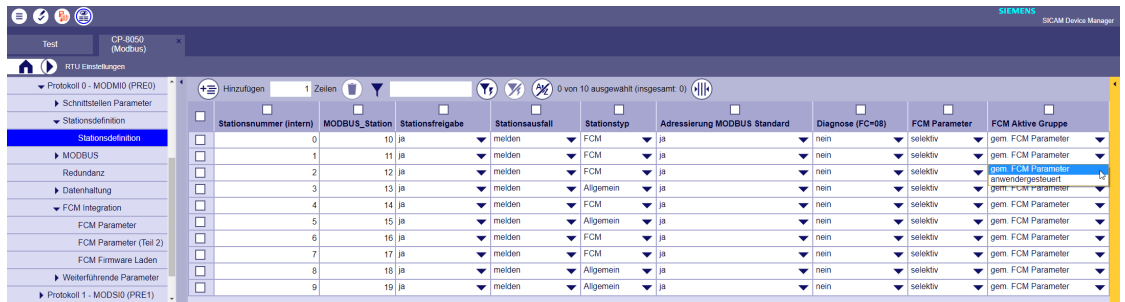 SIEMENS
SICAM Device Manager
Test
CP-8050
(Modbus)
×
RTU Einstellungen
Protokoll 0 - MODMI0 (PRE0)
Schnittstellen Parameter
Stationsdefinition
Stationsdefinition
MODBUS
Redundanz
Datenhaltung
FCM Integration
FCM Parameter
FCM Parameter (Teil 2)
FCM Firmware Laden
Weiterführende Parameter
Protokoll 1 - MODSI0 (PRE1)
Hinzufügen 1 Zeilen 0 von 10 ausgewählt (insgesamt: 0)
Stationsnummer (intern) MODBUS_Station Stationsfreigabe Stationsausfall Stationstyp Adressierung MODBUS Standard Diagnose (FC=08) FCM Parameter FCM Aktive Gruppe
0 10 ja melden FCM ja nein selektiv gem. FCM Parameter
1 11 ja melden FCM ja nein selektiv gem. FCM Parameter
2 12 ja melden FCM ja nein selektiv gem. FCM Parameter
anwendergesteuert
3 13 ja melden Allgemein ja nein selektiv gem. FCM Parameter
4 14 ja melden FCM ja nein selektiv gem. FCM Parameter
5 15 ja melden Allgemein ja nein selektiv gem. FCM Parameter
6 16 ja melden FCM ja nein selektiv gem. FCM Parameter
7 17 ja melden FCM ja nein selektiv gem. FCM Parameter
8 18 ja melden Allgemein ja nein selektiv gem. FCM Parameter
9 19 ja melden Allgemein ja nein selektiv gem. FCM Parameter